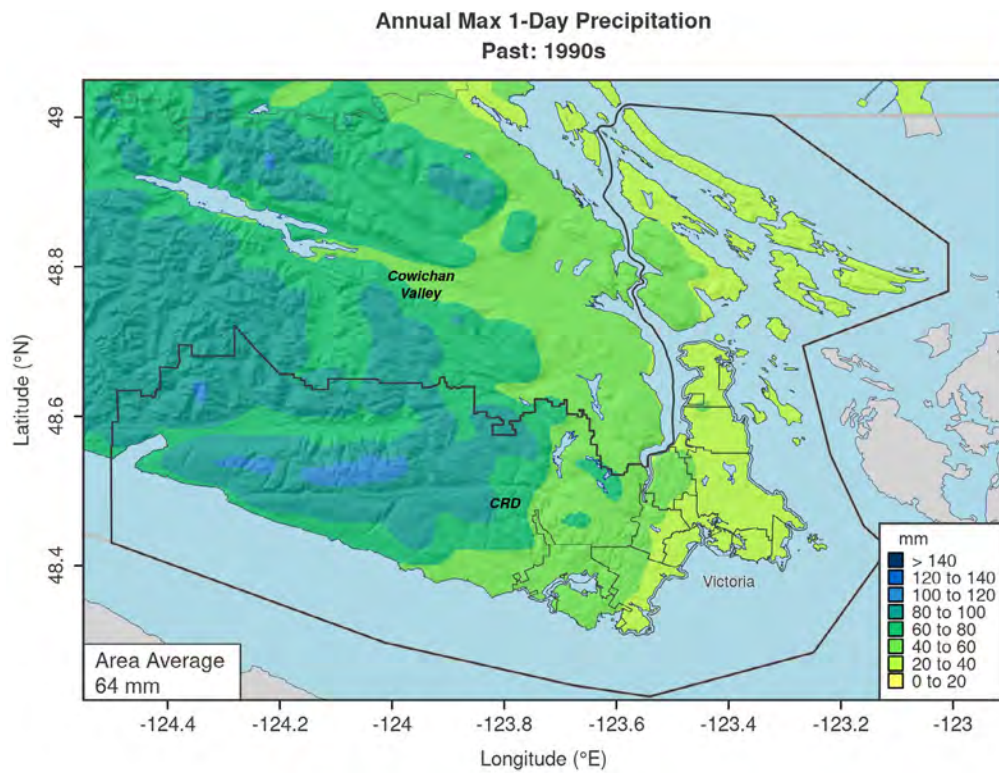 Annual Max 1-Day Precipitation
Past: 1990s
Latitude (°N)
49
48.8
48.6
48.4
Cowichan
Valley
CRD
Victoria
mm
> 140
120 to 140
100 to 120
80 to 100
60 to 80
40 to 60
20 to 40
0 to 20
Area Average
64 mm
-124.4
-124.2
-124
-123.8
-123.6
-123.4
-123.2
-123
Longitude (°E)